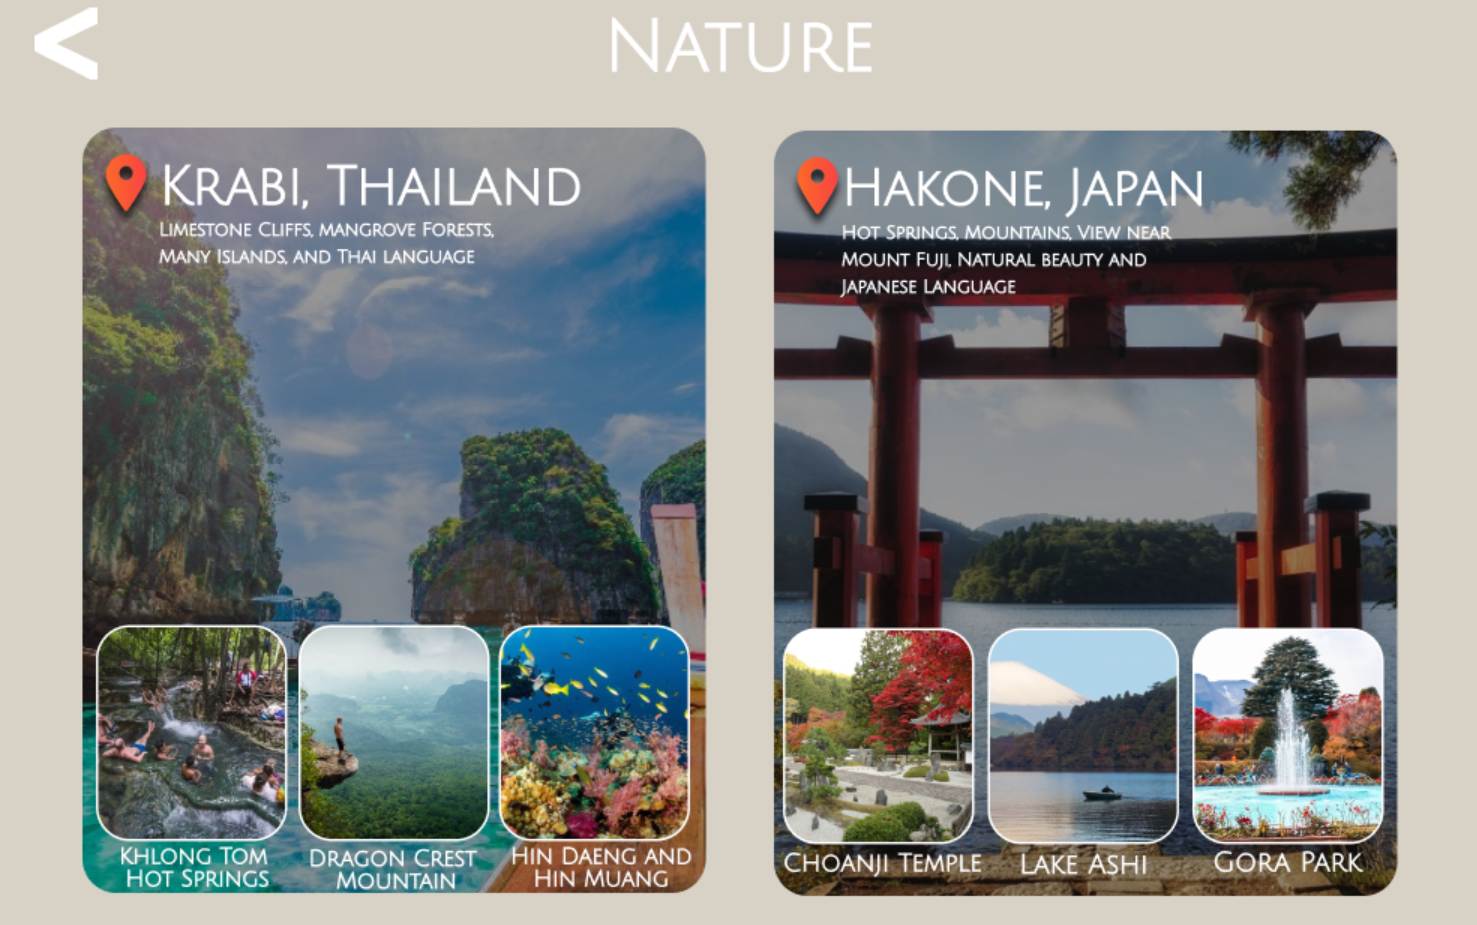 <
NATURE
KRABI, THAILAND
LIMESTONE CLIFFS, MANGROVE FORESTS,
MANY ISLANDS, AND THAI LANGUAGE
KHLONG TOM
HOT SPRINGS
DRAGON CREST
MOUNTAIN
HIN DAENG AND
HIN MUANG
HAKONE, JAPAN
HOT SPRINGS, MOUNTAINS, VIEW NEAR
MOUNT FUJI, NATURAL BEAUTY AND
JAPANESE LANGUAGE
CHOANJI TEMPLE
LAKE ASHI
GORA PARK